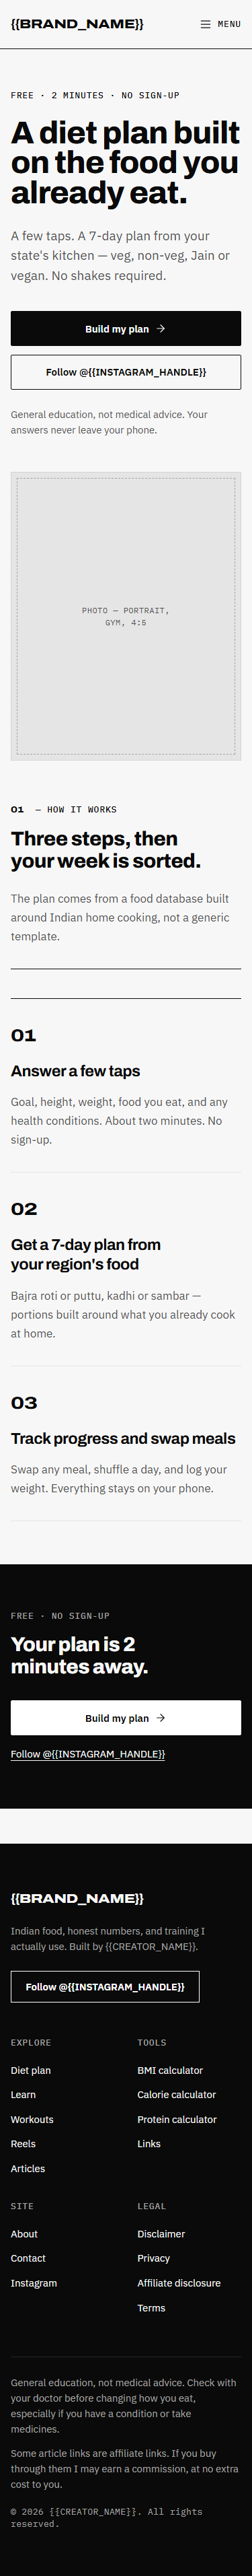 {{BRAND_NAME}}
MENU
FREE · 2 MINUTES · NO SIGN-UP
A diet plan built
on the food you
already eat.
A few taps. A 7-day plan from your
state's kitchen — veg, non-veg, Jain or
vegan. No shakes required.
Build my plan →
Follow @{{INSTAGRAM_HANDLE}}
General education, not medical advice. Your
answers never leave your phone.
PHOTO — PORTRAIT,
GYM, 4:5
01 — HOW IT WORKS
Three steps, then
your week is sorted.
The plan comes from a food database built
around Indian home cooking, not a generic
template.
01
Answer a few taps
Goal, height, weight, food you eat, and any
health conditions. About two minutes. No
sign-up.
02
Get a 7-day plan from
your region's food
Bajra roti or puttu, kadhi or sambar —
portions built around what you already cook
at home.
03
Track progress and swap meals
Swap any meal, shuffle a day, and log your
weight. Everything stays on your phone.
FREE · NO SIGN-UP
Your plan is 2
minutes away.
Build my plan →
Follow @{{INSTAGRAM_HANDLE}}
{{BRAND_NAME}}
Indian food, honest numbers, and training I
actually use. Built by {{CREATOR_NAME}}.
Follow @{{INSTAGRAM_HANDLE}}
EXPLORE
Diet plan
Learn
Workouts
Reels
Articles
TOOLS
BMI calculator
Calorie calculator
Protein calculator
Links
SITE
About
Contact
Instagram
LEGAL
Disclaimer
Privacy
Affiliate disclosure
Terms
General education, not medical advice. Check with
your doctor before changing how you eat,
especially if you have a condition or take
medicines.
Some article links are affiliate links. If you buy
through them I may earn a commission, at no extra
cost to you.
© 2026 {{CREATOR_NAME}}. All rights
reserved.